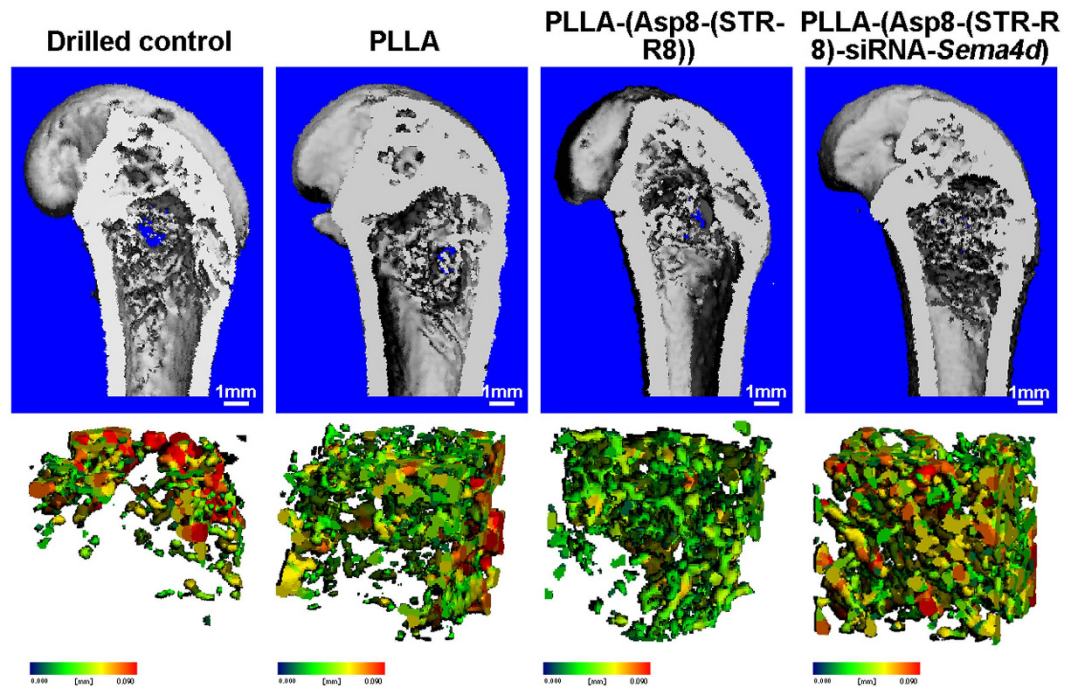 Drilled control
PLLA
PLLA-(Asp8-(STR-
R8))
PLLA-(Asp8-(STR-R
8)-siRNA-Sema4d)
1mm
1mm
1mm
1mm
0.000 [mm] 0.090
0.000 [mm] 0.090
0.000 [mm] 0.090
0.000 [mm] 0.090